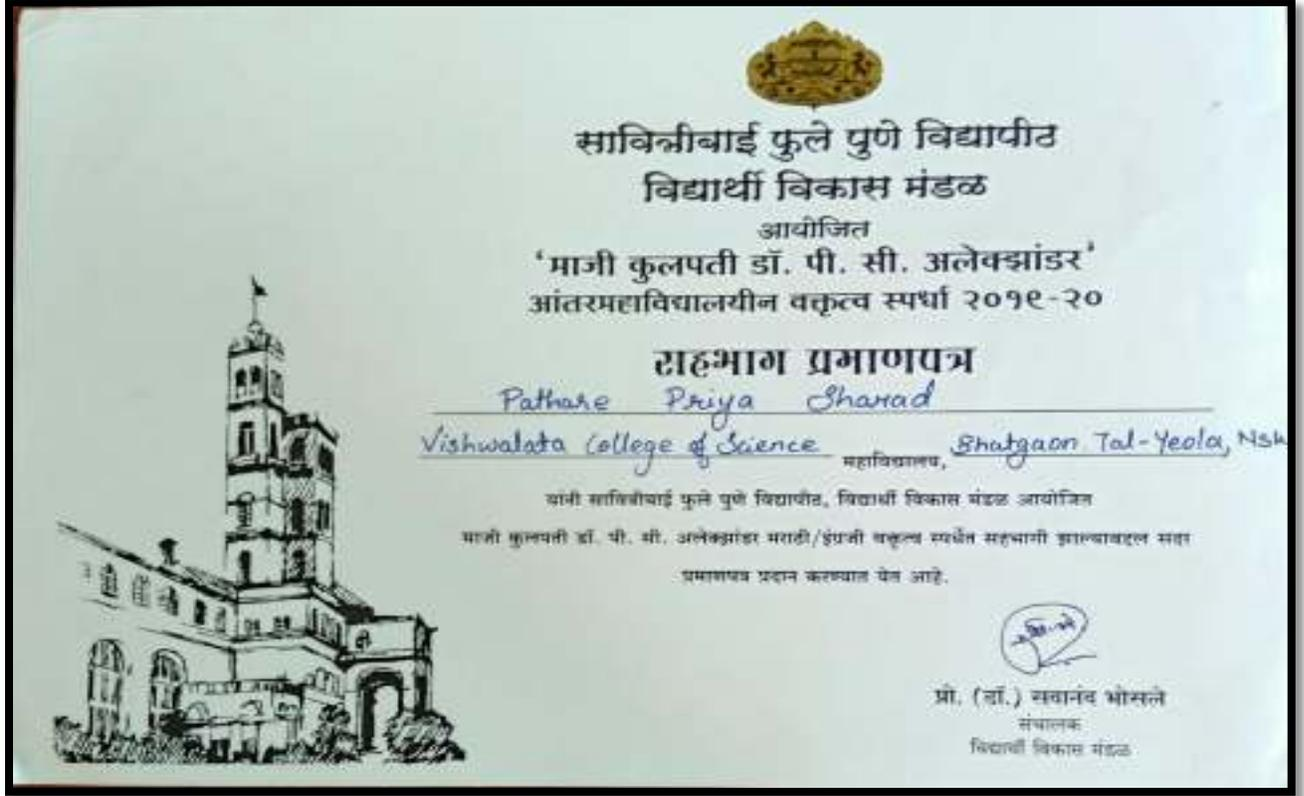 सावित्रीबाई फुले पुणे विद्यापीठ
विद्यार्थी विकास मंडळ
आयोजित
'माजी कुलपती डॉ. पी. सी. अलेक्झांडर'
आंतरमहाविद्यालयीन वक्तृत्व स्पर्धा २०१९-२०
सहभाग प्रमाणपत्र
Pathare Priya Sharad
Vishwalata College of Science महाविद्यालय, Bhatgaon Tal-Yeola, Nsk
यांनी सावित्रीबाई फुले पुणे विद्यापीठ, विद्यार्थी विकास मंडळ आयोजित
माजी कुलपती डॉ. पी. सी. अलेक्झांडर मराठी/इंग्रजी वक्तृत्व स्पर्धेत सहभागी झाल्याबद्दल सदर
प्रमाणपत्र प्रदान करण्यात येत आहे.
प्रो. (डॉ.) भोसले
संचालक
विद्यार्थी विकास मंडळ